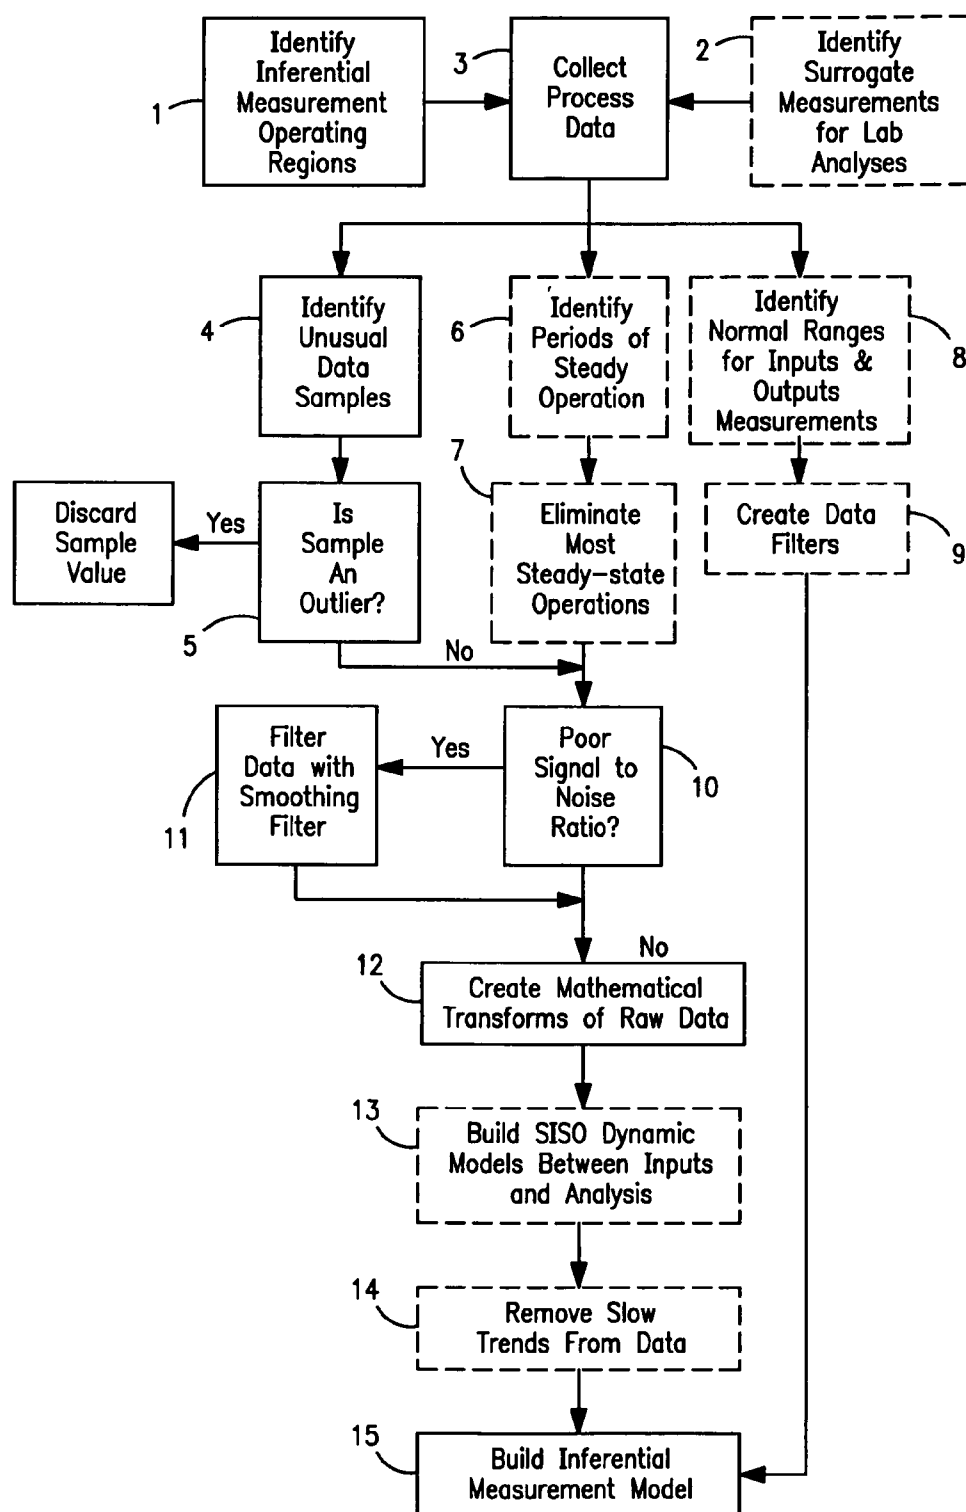 1
Identify
Inferential
Measurement
Operating
Regions
3
Collect
Process
Data
2
Identify
Surrogate
Measurements
for Lab
Analyses
4
Identify
Unusual
Data
Samples
6
Identify
Periods of
Steady
Operation
8
Identify
Normal Ranges
for Inputs &
Outputs
Measurements
Discard
Sample
Value
Yes
5
Is
Sample
An
Outlier?
No
7
Eliminate
Most
Steady-state
Operations
9
Create Data
Filters
11
Filter
Data with
Smoothing
Filter
Yes
10
Poor
Signal to
Noise
Ratio?
No
12
Create Mathematical
Transforms of Raw Data
13
Build SISO Dynamic
Models Between Inputs
and Analysis
14
Remove Slow
Trends From Data
15
Build Inferential
Measurement Model